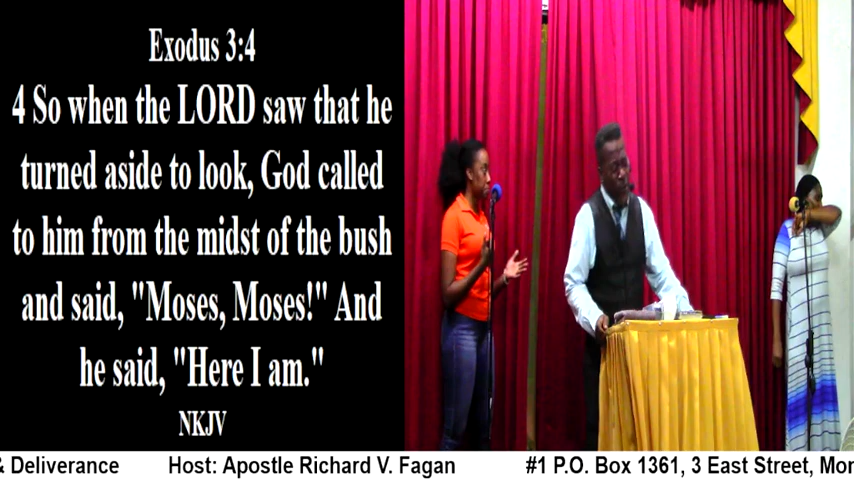 Exodus 3:4
4 So when the LORD saw that he
turned aside to look, God called
to him from the midst of the bush
and said, "Moses, Moses!" And
he said, "Here I am."
NKJV
& Deliverance Host: Apostle Richard V. Fagan #1 P.O. Box 1361, 3 East Street, Mon